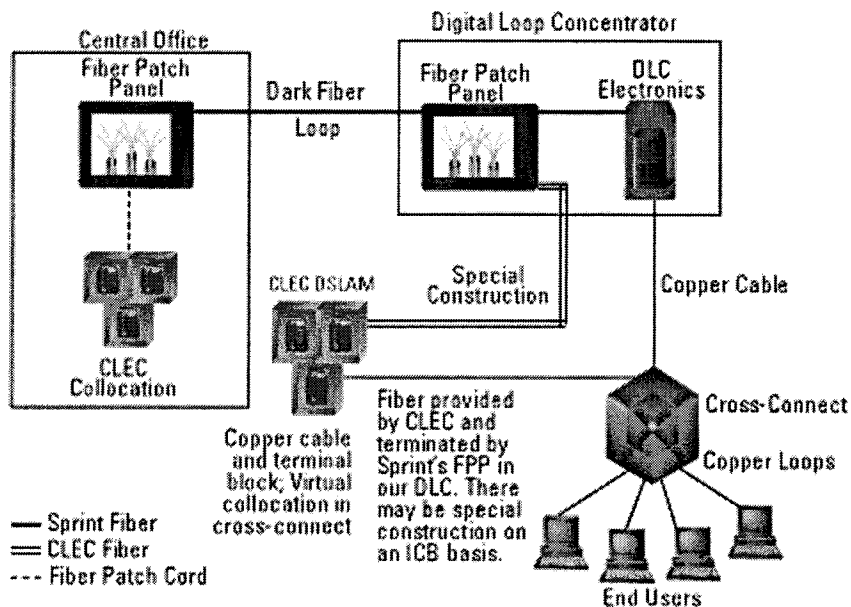 Central Office
Digital Loop Concentrator
Fiber Patch
Panel
Dark Fiber
Loop
Fiber Patch
Panel
DLC
Electronics
CLEC DSLAM
Special
Construction
Copper Cable
CLEC
Collocation
Cross-Connect
Copper Loops
Copper cable
and terminal
block; Virtual
collocation in
cross-connect
Fiber provided
by CLEC and
terminated by
Sprint's FPP in
our DLC. There
may be special
construction on
an ICB basis.
Sprint Fiber
CLEC Fiber
Fiber Patch Cord
End Users